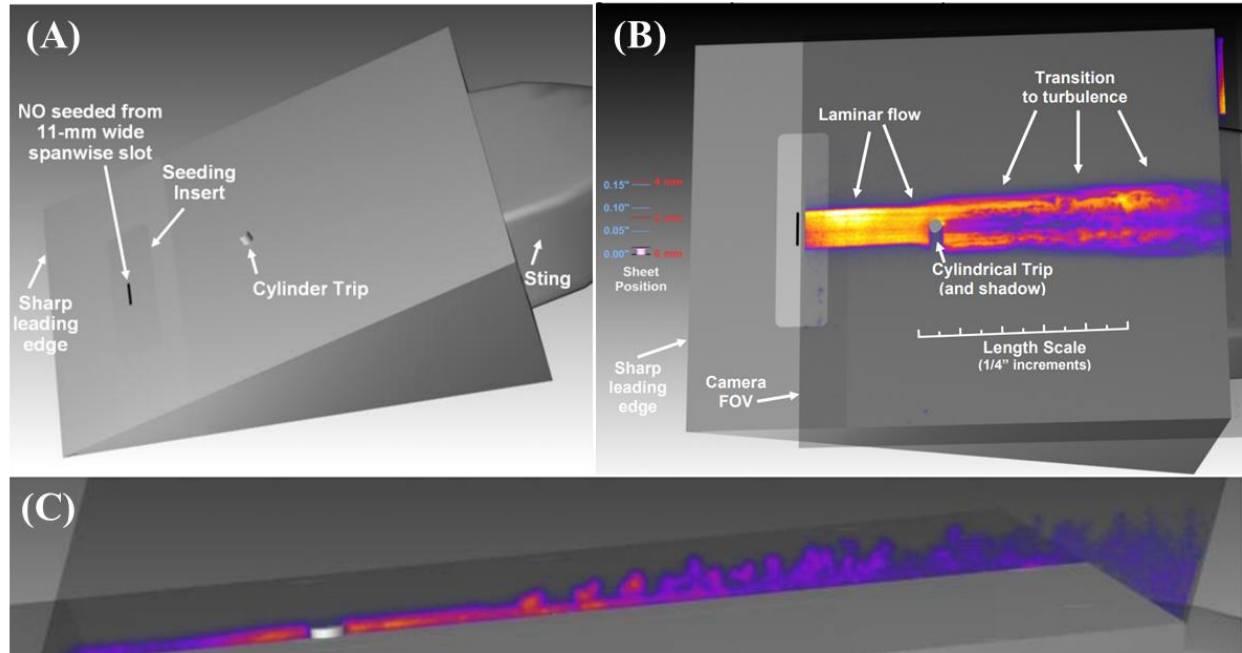 (A)
NO seeded from
11-mm wide
spanwise slot
Seeding
Insert
Sharp
leading
edge
Cylinder Trip
Sting
(B)
Laminar flow
Transition
to turbulence
0.15"
4 mm
0.10"
2 mm
0.05"
0.00"
0 mm
Sheet
Position
Cylindrical Trip
(and shadow)
Length Scale
(1/4" increments)
Sharp
leading
edge
Camera
FOV
(C)